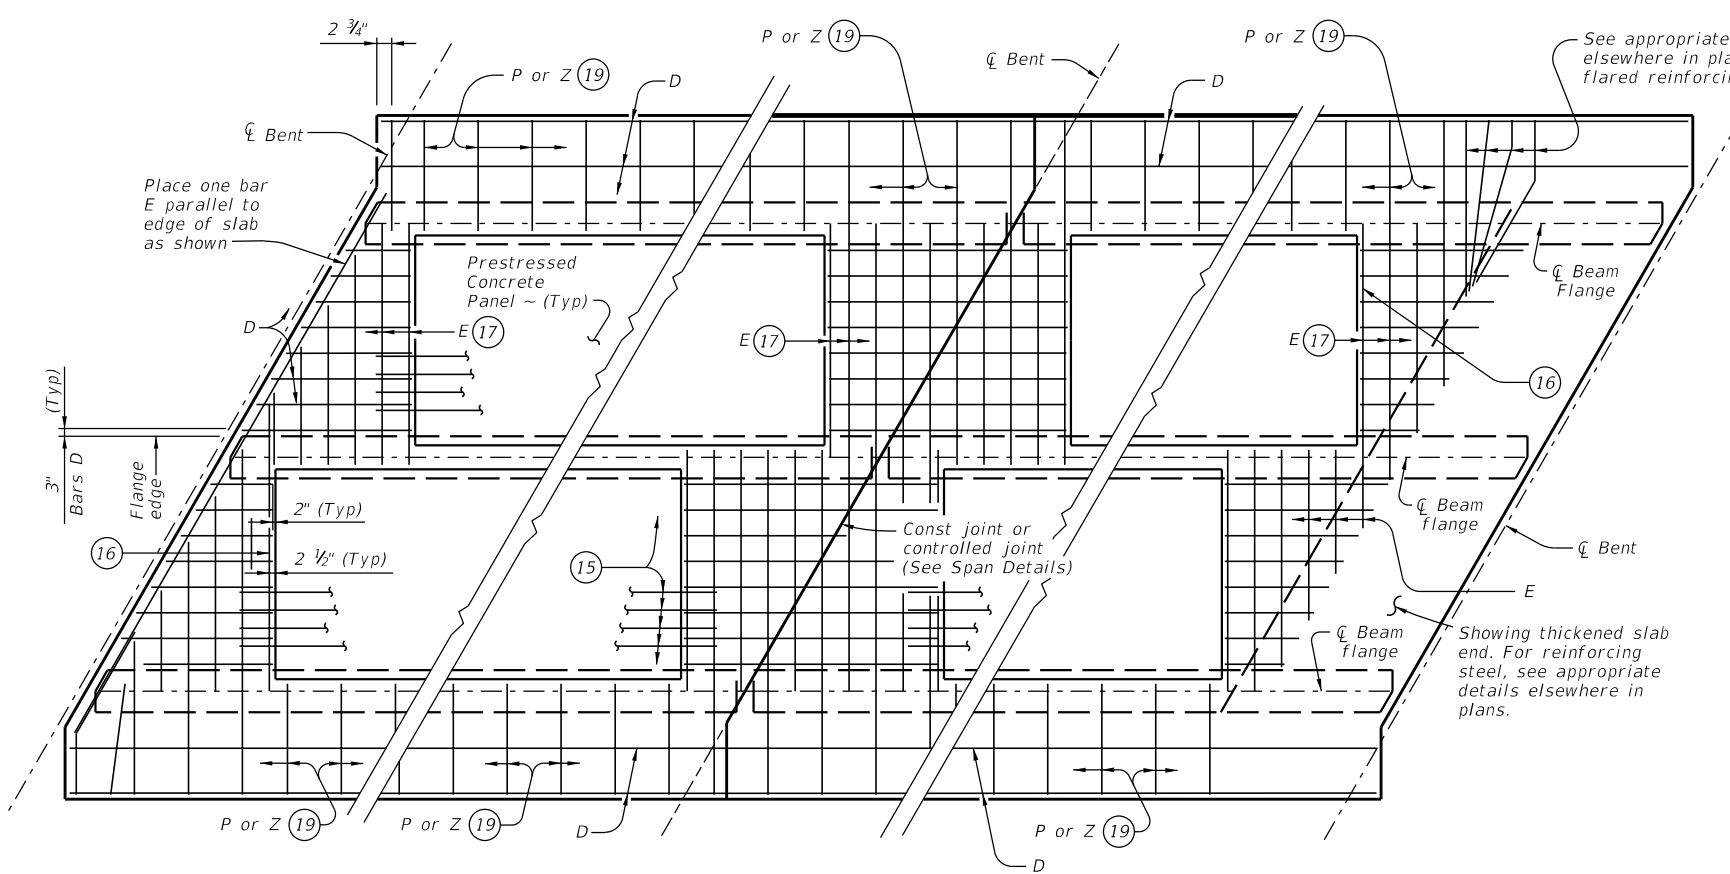 2 ¾"
P or Z 19
P or Z 19
P or Z 19
See appropriate
elsewhere in pla
flared reinforcin
℄ Bent
D
D
℄ Bent
Place one bar
E parallel to
edge of slab
as shown
Prestressed
Concrete
Panel ~ (Typ)
℄ Beam
Flange
D
E 17
E 17
E 17
16
(Typ)
3"
Bars D
Flange
edge
2" (Typ)
2 ½" (Typ)
16
15
Const joint or
controlled joint
(See Span Details)
℄ Beam
flange
℄ Bent
E
℄ Beam
flange
Showing thickened slab
end. For reinforcing
steel, see appropriate
details elsewhere in
plans.
P or Z 19
P or Z 19
D
P or Z 19
D